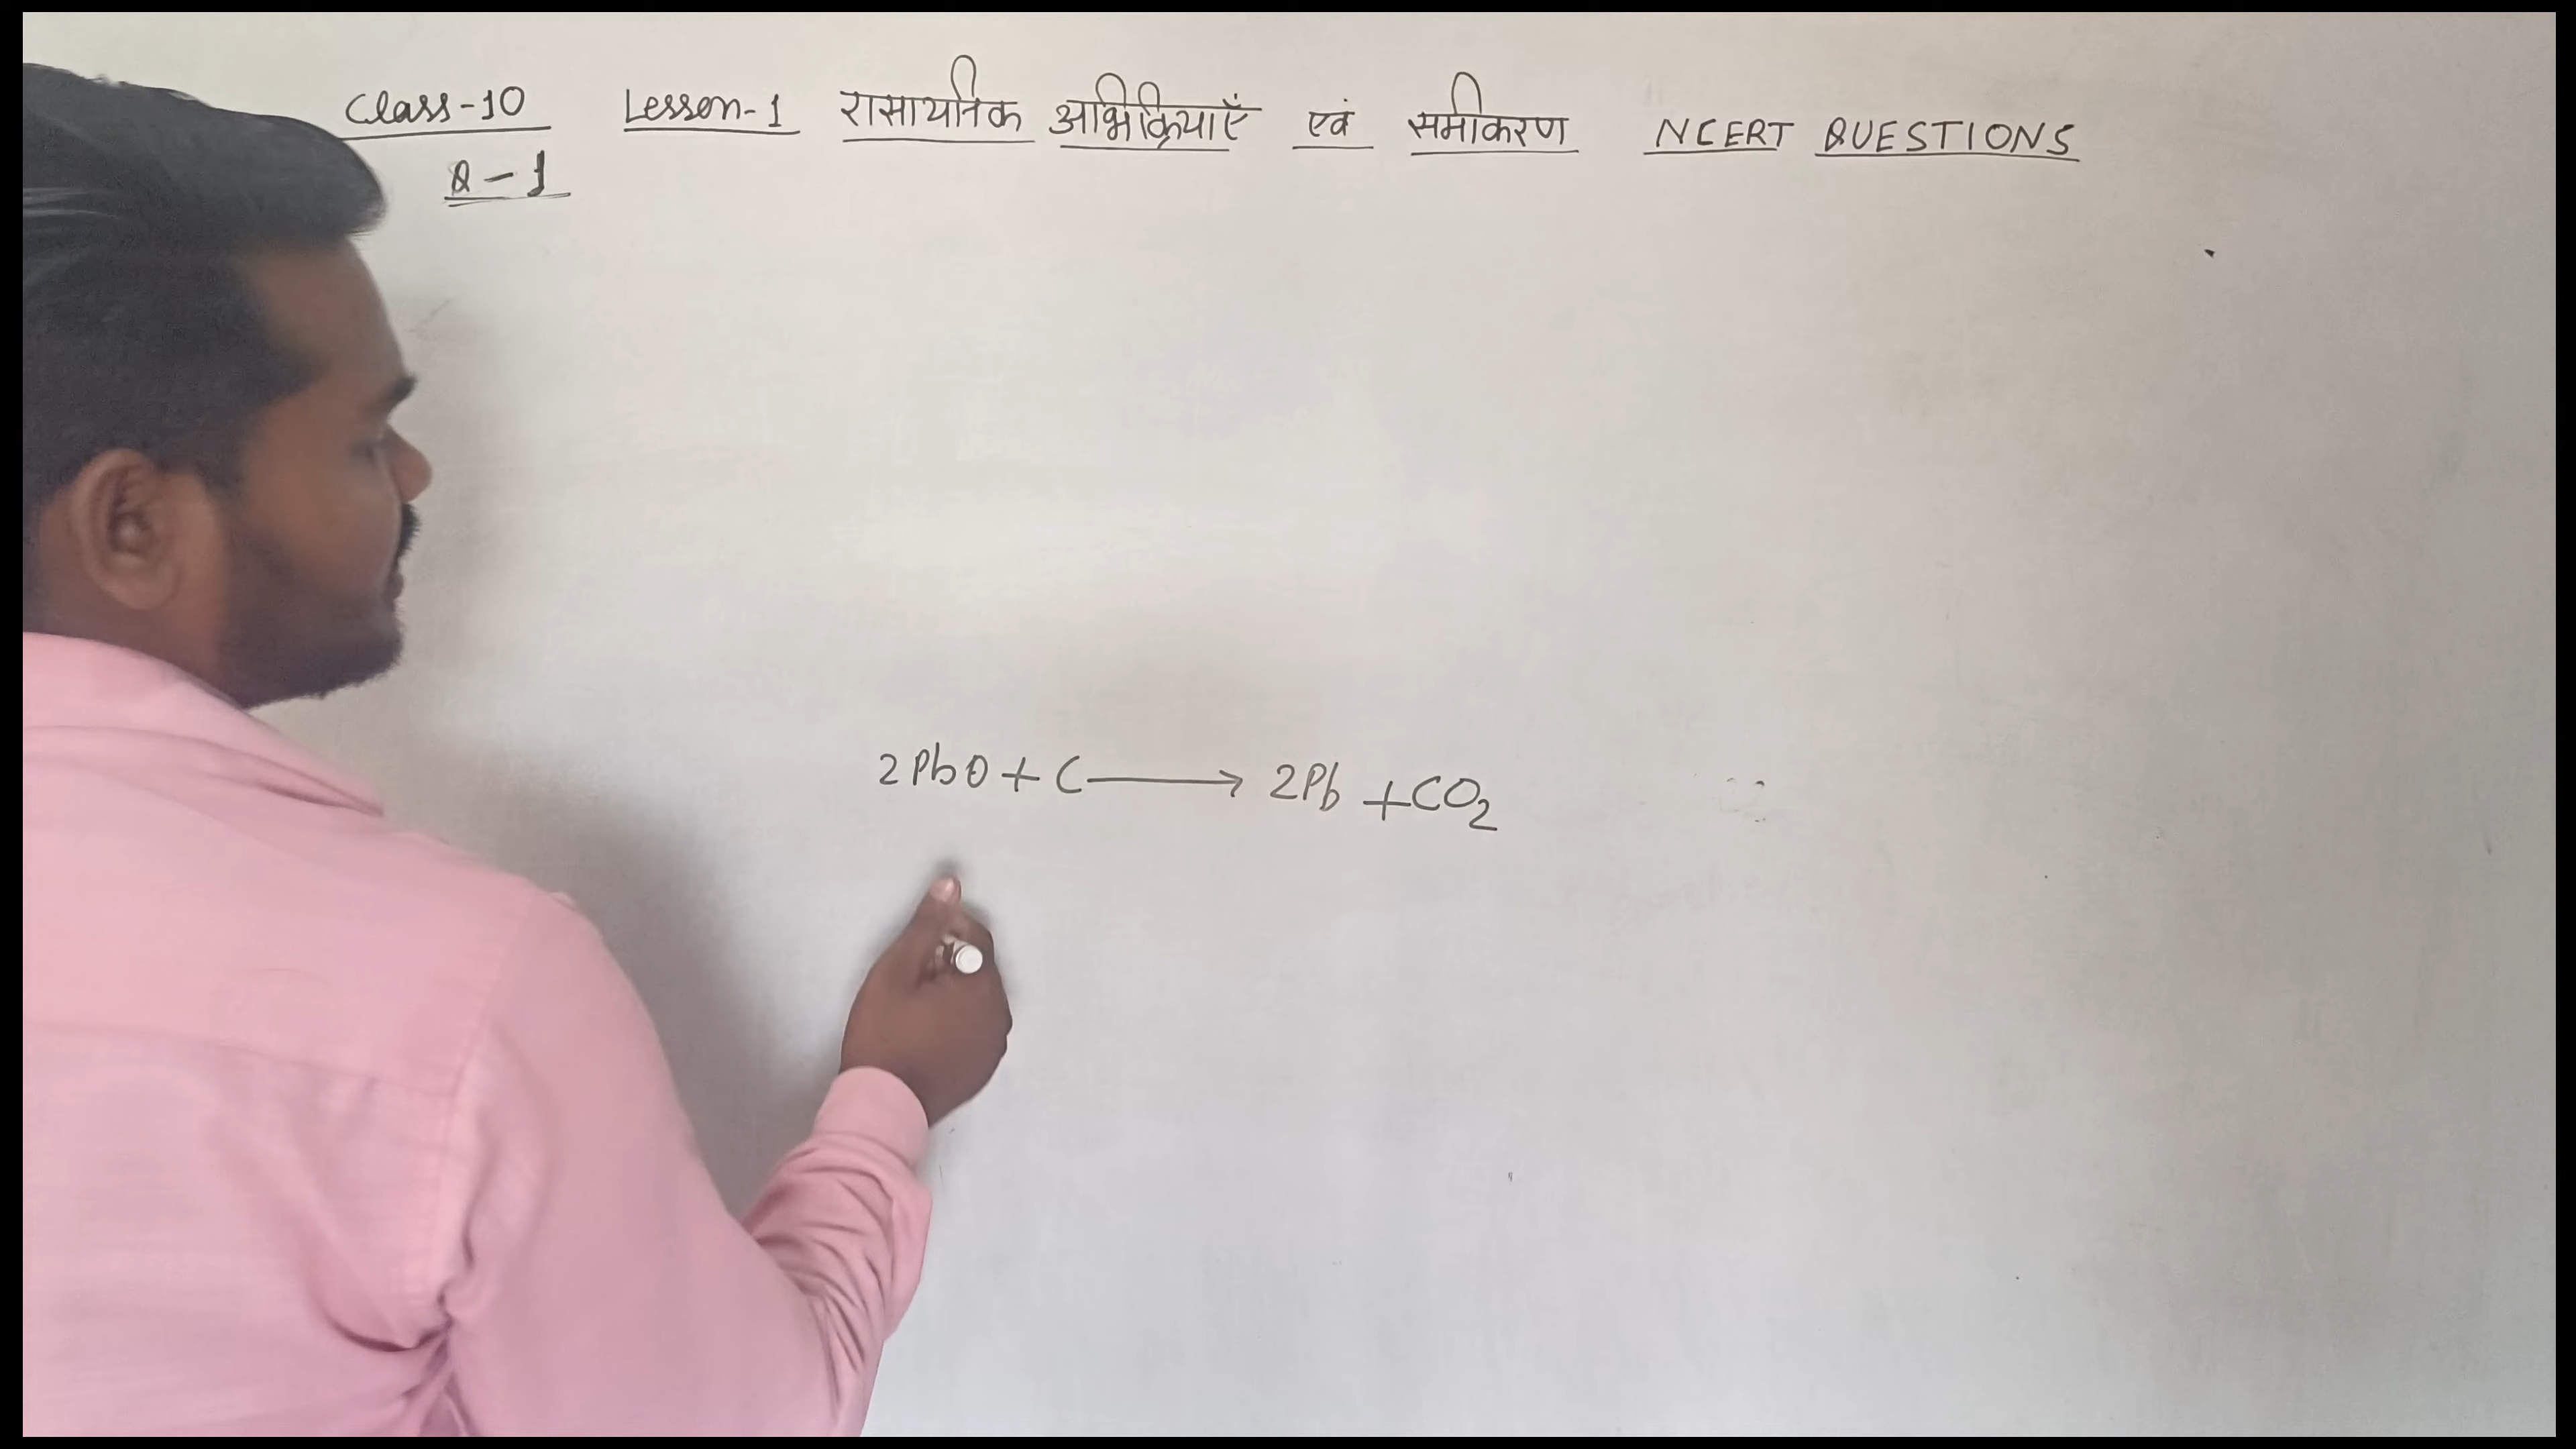 Class-10 Lesson-1 रासायनिक अभिक्रियाएँ एवं समीकरण NCERT QUESTIONS
Q-1
2PbO + C ⟶ 2Pb + CO₂